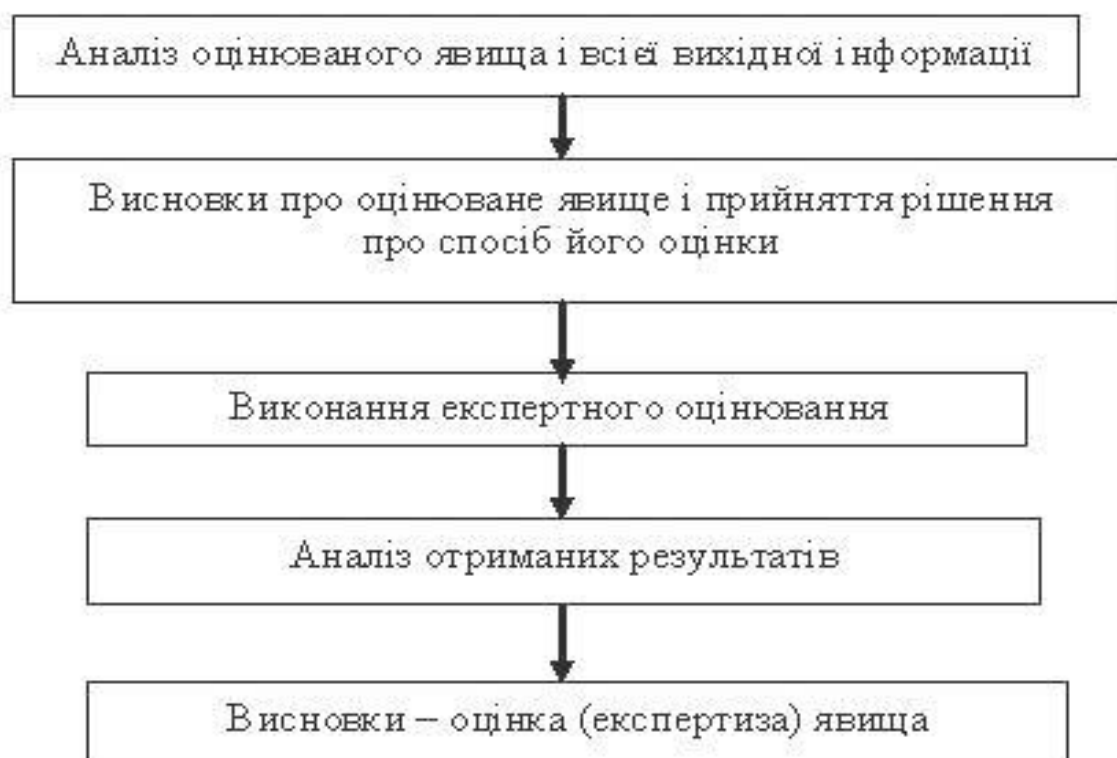 Аналіз оцінюваного явища і всієї вихідної інформації
Висновки про оцінюване явище і прийняття рішення
про спосіб його оцінки
Виконання експертного оцінювання
Аналіз отриманих результатів
Висновки – оцінка (експертиза) явища